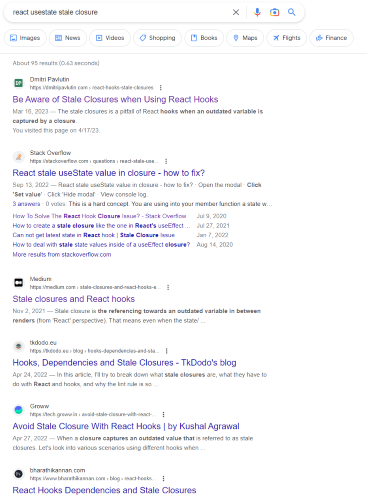 react usestate stale closure
Images News Videos Shopping Books Maps Flights Finance
About 95 results (0.63 seconds)
Dmitri Pavlutin
https://dmitripavlutin.com › react-hooks-stale-closures
Be Aware of Stale Closures when Using React Hooks
Mar 16, 2023 — The stale closures is a pitfall of React hooks when an outdated variable is
captured by a closure.
You visited this page on 4/17/23.
Stack Overflow
https://stackoverflow.com › questions › react-stale-use...
React stale useState value in closure - how to fix?
Sep 13, 2022 — React stale useState value in closure - how to fix? · Open the modal · Click
'Set value' · Click 'Hide modal' · View console log.
3 answers · 0 votes: This is a hard concept. You are using into your member function a state w...
How To Solve The React Hook Closure Issue? - Stack Overflow Jul 9, 2020
How to create a stale closure like the one in React's useEffect ... Jul 27, 2021
Can not get latest state in React hook | Stale Closure Issue Jan 7, 2022
How to deal with stale state values inside of a useEffect closure? Aug 14, 2020
More results from stackoverflow.com
Medium
https://medium.com › stale-closures-and-react-hooks-e...
Stale closures and React hooks
Nov 2, 2021 — Stale closure is the referencing towards an outdated variable in between
renders (from 'React' perspective). That means even when the state/ ...
tkdodo.eu
https://tkdodo.eu › blog › hooks-dependencies-and-sta...
Hooks, Dependencies and Stale Closures - TkDodo's blog
Apr 24, 2022 — In this article, I'll try to break down what stale closures are, what they have to
do with React and hooks, and why the lint rule is so ...
Groww
https://tech.groww.in › avoid-stale-closure-with-react-...
Avoid Stale Closure With React Hooks | by Kushal Agrawal
Apr 27, 2022 — When a closure captures an outdated value that is referred to as stale
closures. Let's look into various scenarios using different hooks when ...
bharathikannan.com
https://www.bharathikannan.com › blog › react-hooks-...
React Hooks Dependencies and Stale Closures